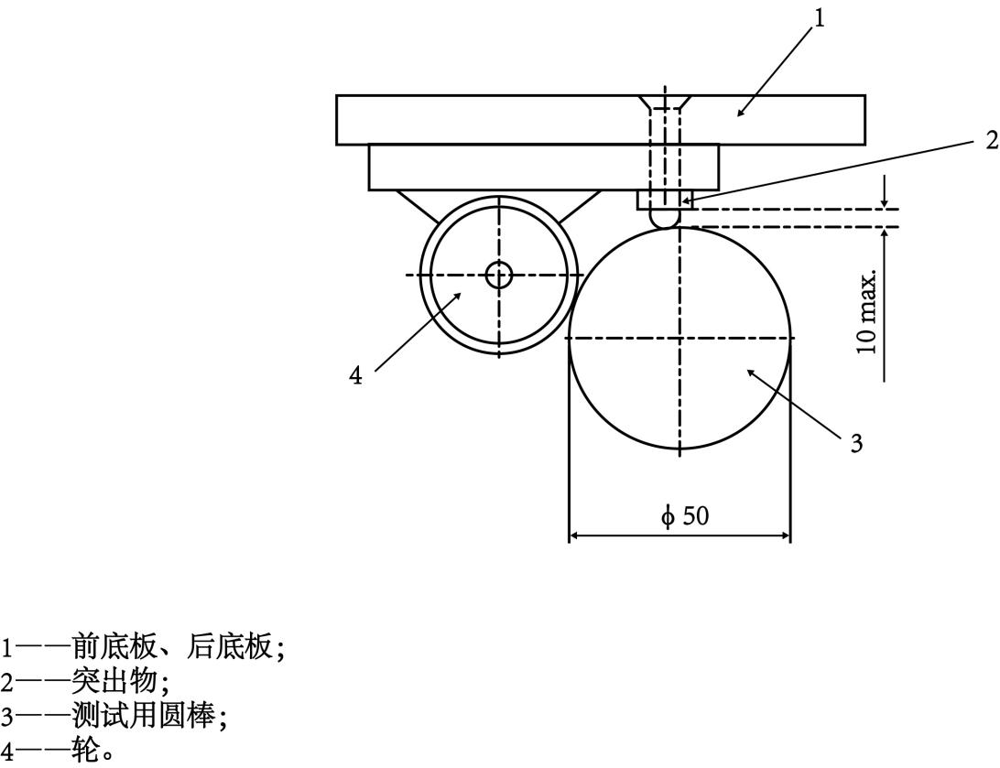 1
2
10 max.
4
3
ϕ 50
1——前底板、后底板；
2——突出物；
3——测试用圆棒；
4——轮。